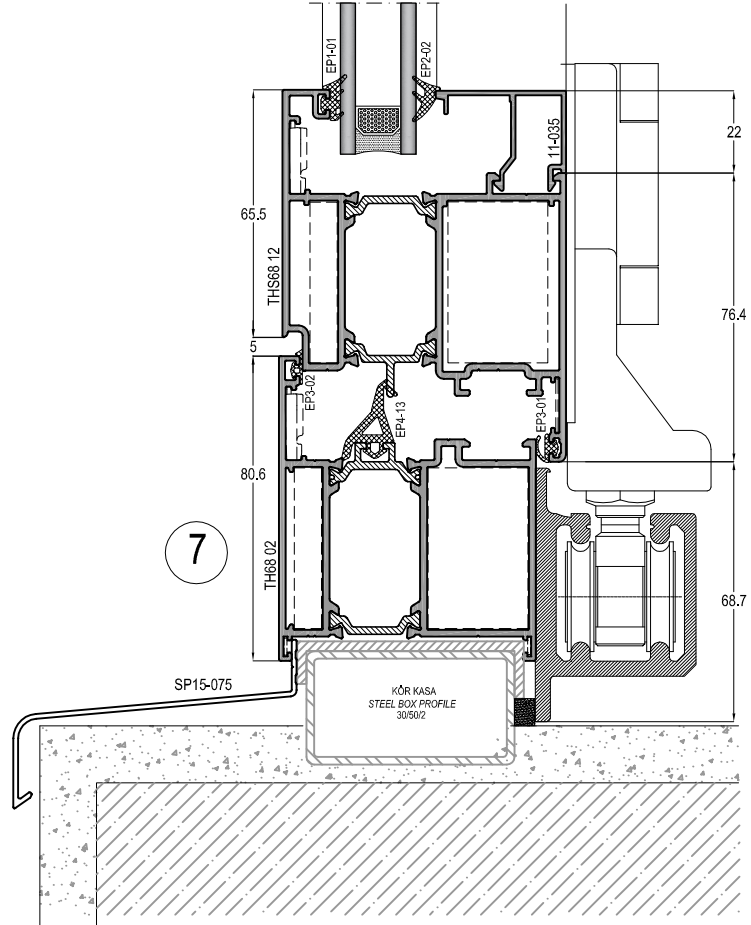 EP1-01
EP2-02
22
11-035
65.5
THS68 12
76.4
5
EP3-02
EP4-13
EP3-01
80.6
7
TH68 02
68.7
SP15-075
KÖR KASA
STEEL BOX PROFILE
30/50/2